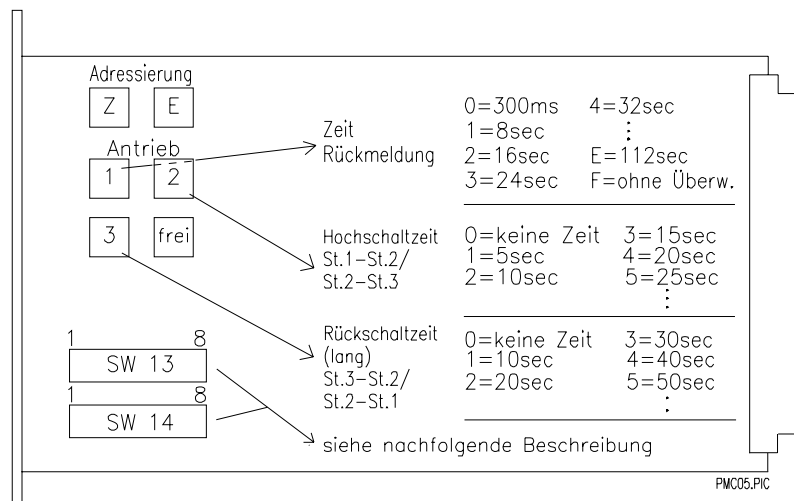 Adressierung
Z E
Antrieb
1 2
3 frei
Zeit
Rückmeldung
0=300ms 4=32sec
1=8sec :
2=16sec E=112sec
3=24sec F=ohne Überw.
Hochschaltzeit
St.1-St.2/
St.2-St.3
0=keine Zeit 3=15sec
1=5sec 4=20sec
2=10sec 5=25sec
:
Rückschaltzeit
(lang)
St.3-St.2/
St.2-St.1
0=keine Zeit 3=30sec
1=10sec 4=40sec
2=20sec 5=50sec
:
1 8
SW 13
1 8
SW 14
siehe nachfolgende Beschreibung
PMC05.PIC